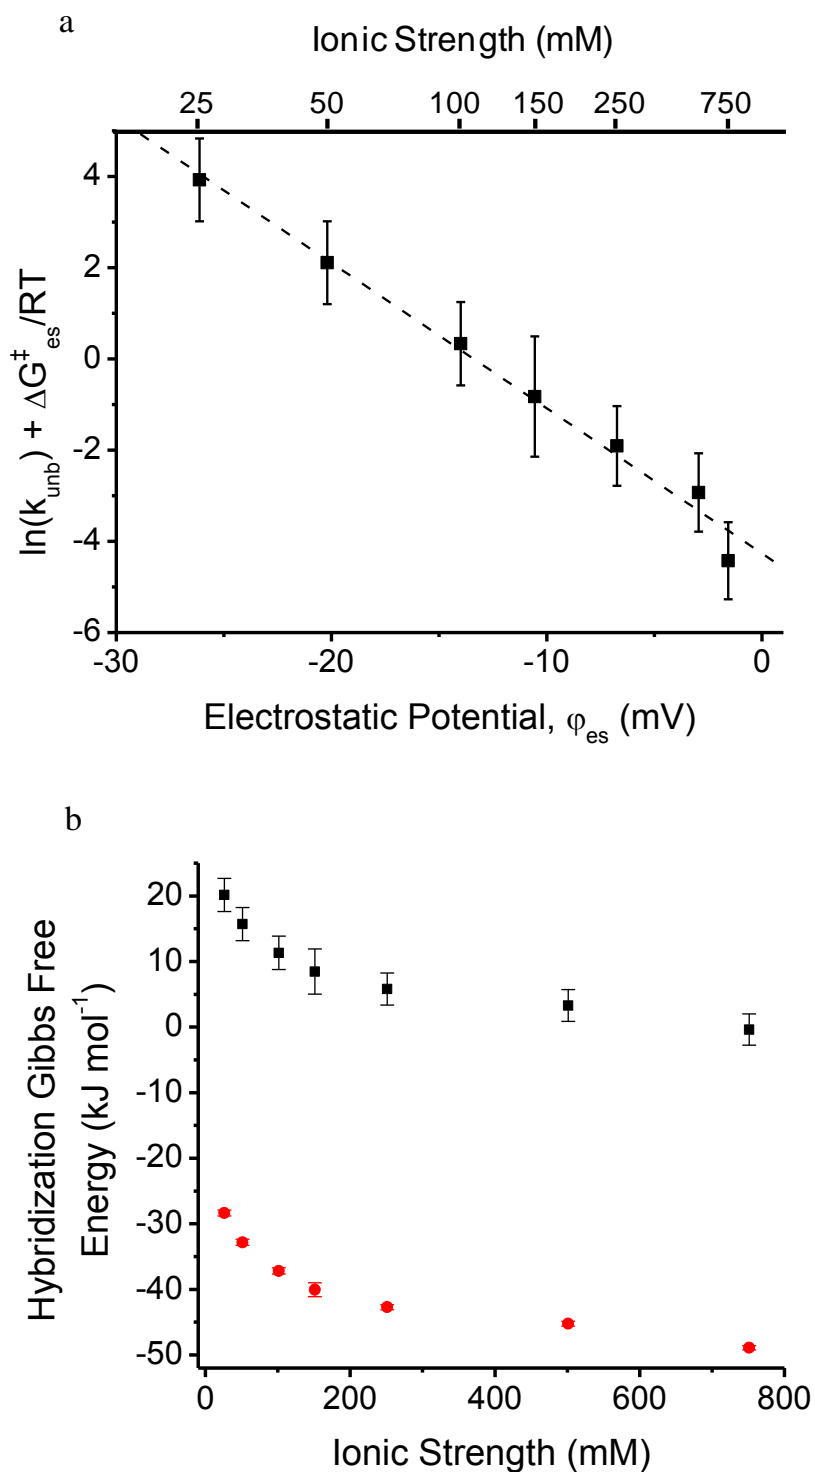 a
Ionic Strength (mM)
25 50 100 150 250 750
4
2
0
-2
-4
-6
ln(k_unb) + ΔG‡_es/RT
-30 -20 -10 0
Electrostatic Potential, φ_es (mV)
b
20
10
0
-10
-20
-30
-40
-50
Hybridization Gibbs Free
Energy (kJ mol⁻¹)
0 200 400 600 800
Ionic Strength (mM)